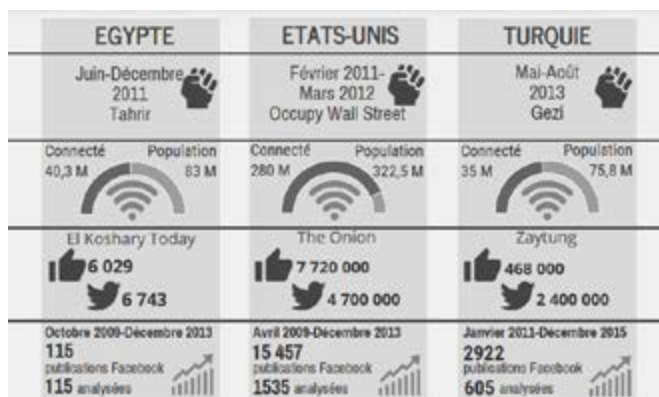 EGYPTE
ETATS-UNIS
TURQUIE
Juin-Décembre
2011
Tahrir
Février 2011-
Mars 2012
Occupy Wall Street
Mai-Août
2013
Gezi
Connecté Population
40,3 M 83 M
Connecté Population
280 M 322,5 M
Connecté Population
35 M 75,8 M
El Koshary Today
6 029
6 743
The Onion
7 720 000
4 700 000
Zaytung
468 000
2 400 000
Octobre 2009-Décembre 2013
115
publications Facebook
115 analysées
Avril 2009-Décembre 2013
15 457
publications Facebook
1535 analysées
Janvier 2011-Décembre 2015
2922
publications Facebook
605 analysées